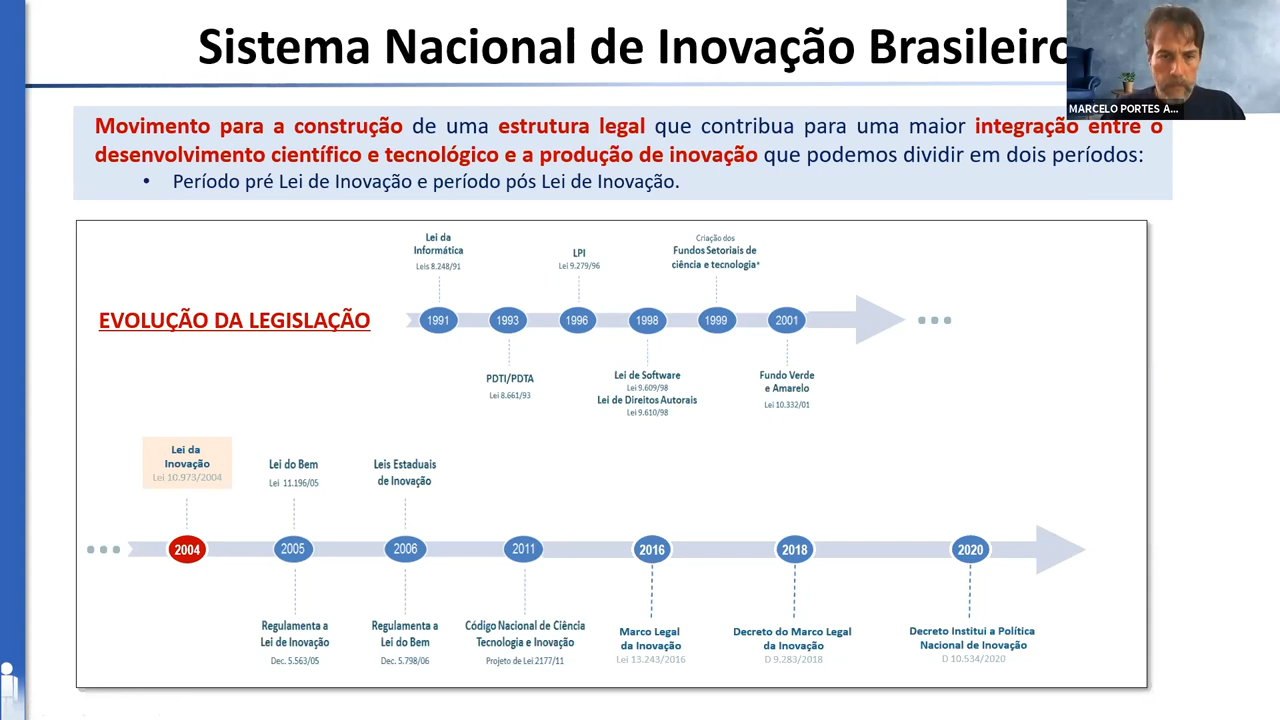 Sistema Nacional de Inovação Brasileiro
MARCELO PORTES A...
Movimento para a construção de uma estrutura legal que contribua para uma maior integração entre o
desenvolvimento científico e tecnológico e a produção de inovação que podemos dividir em dois períodos:
• Período pré Lei de Inovação e período pós Lei de Inovação.
EVOLUÇÃO DA LEGISLAÇÃO
Lei da
Informática
Leis 8.248/91
LPI
Lei 9.279/96
Criação dos
Fundos Setoriais de
ciência e tecnologia*
1991 1993 1996 1998 1999 2001
PDTI/PDTA
Lei 8.661/93
Lei de Software
Lei 9.609/98
Lei de Direitos Autorais
Lei 9.610/98
Fundo Verde
e Amarelo
Lei 10.332/01
Lei da
Inovação
Lei 10.973/2004
Lei do Bem
Lei 11.196/05
Leis Estaduais
de Inovação
2004 2005 2006 2011 2016 2018 2020
Regulamenta a
Lei de Inovação
Dec. 5.563/05
Regulamenta a
Lei do Bem
Dec. 5.798/06
Código Nacional de Ciência
Tecnologia e Inovação
Projeto de Lei 2177/11
Marco Legal
da Inovação
Lei 13.243/2016
Decreto do Marco Legal
da Inovação
D 9.283/2018
Decreto Institui a Política
Nacional de Inovação
D 10.534/2020